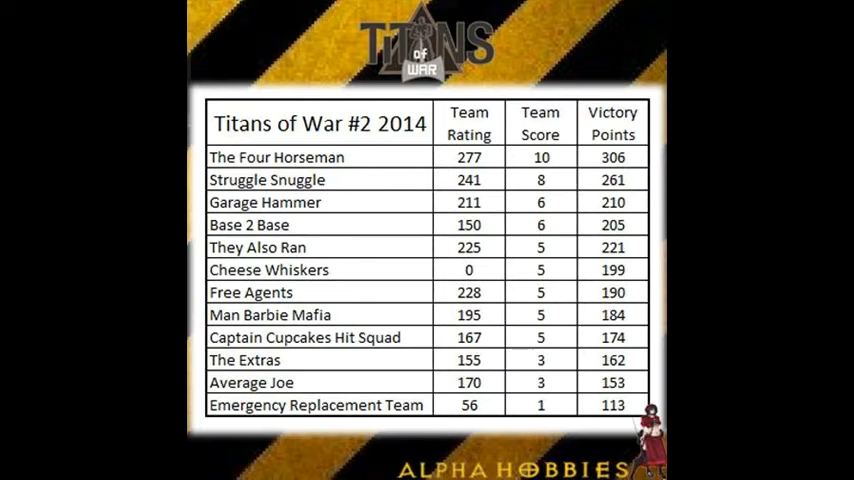 TITANS
of
WAR
Titans of War #2 2014 Team Rating Team Score Victory Points
The Four Horseman 277 10 306
Struggle Snuggle 241 8 261
Garage Hammer 211 6 210
Base 2 Base 150 6 205
They Also Ran 225 5 221
Cheese Whiskers 0 5 199
Free Agents 228 5 190
Man Barbie Mafia 195 5 184
Captain Cupcakes Hit Squad 167 5 174
The Extras 155 3 162
Average Joe 170 3 153
Emergency Replacement Team 56 1 113
ALPHA HOBBIES